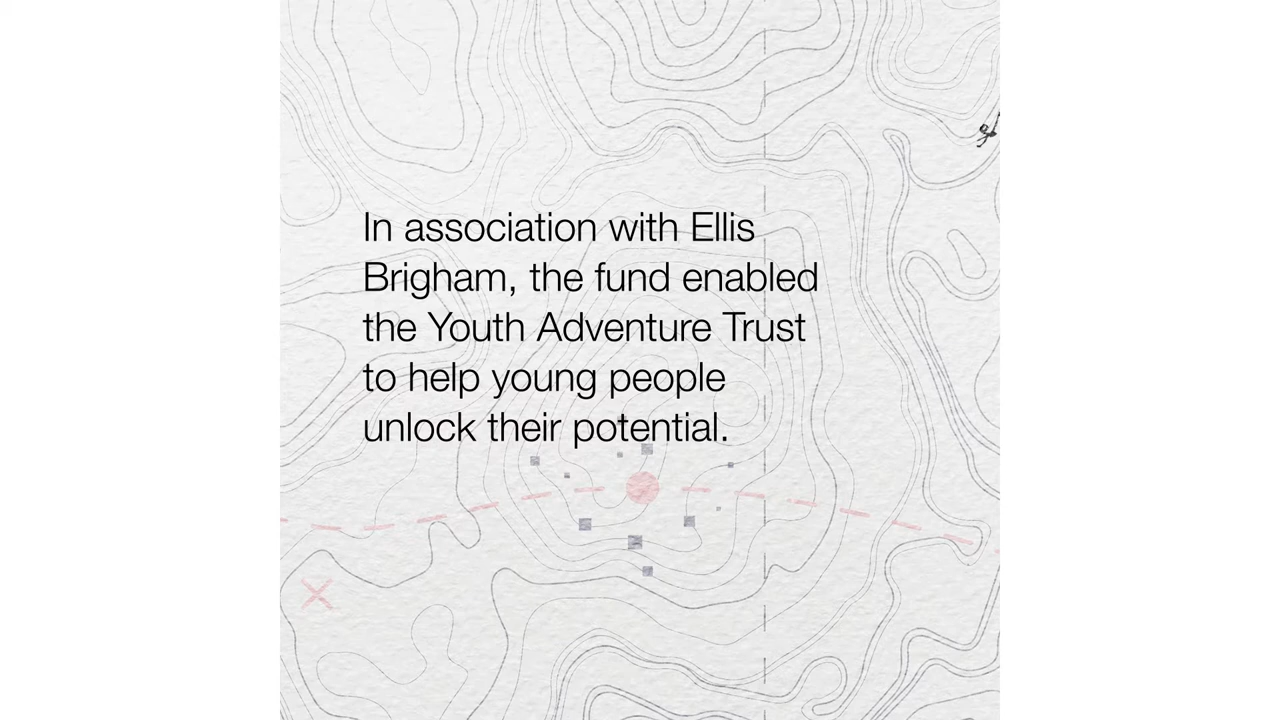 In association with Ellis
Brigham, the fund enabled
the Youth Adventure Trust
to help young people
unlock their potential.